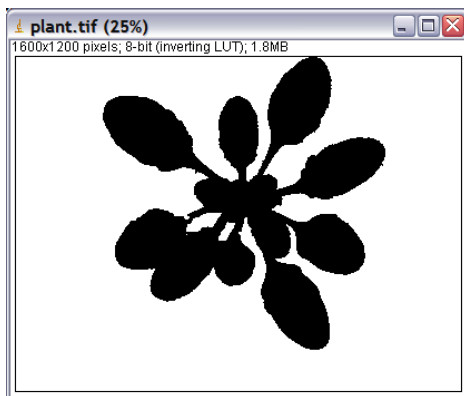 plant.tif (25%)
1600x1200 pixels; 8-bit (inverting LUT); 1.8MB